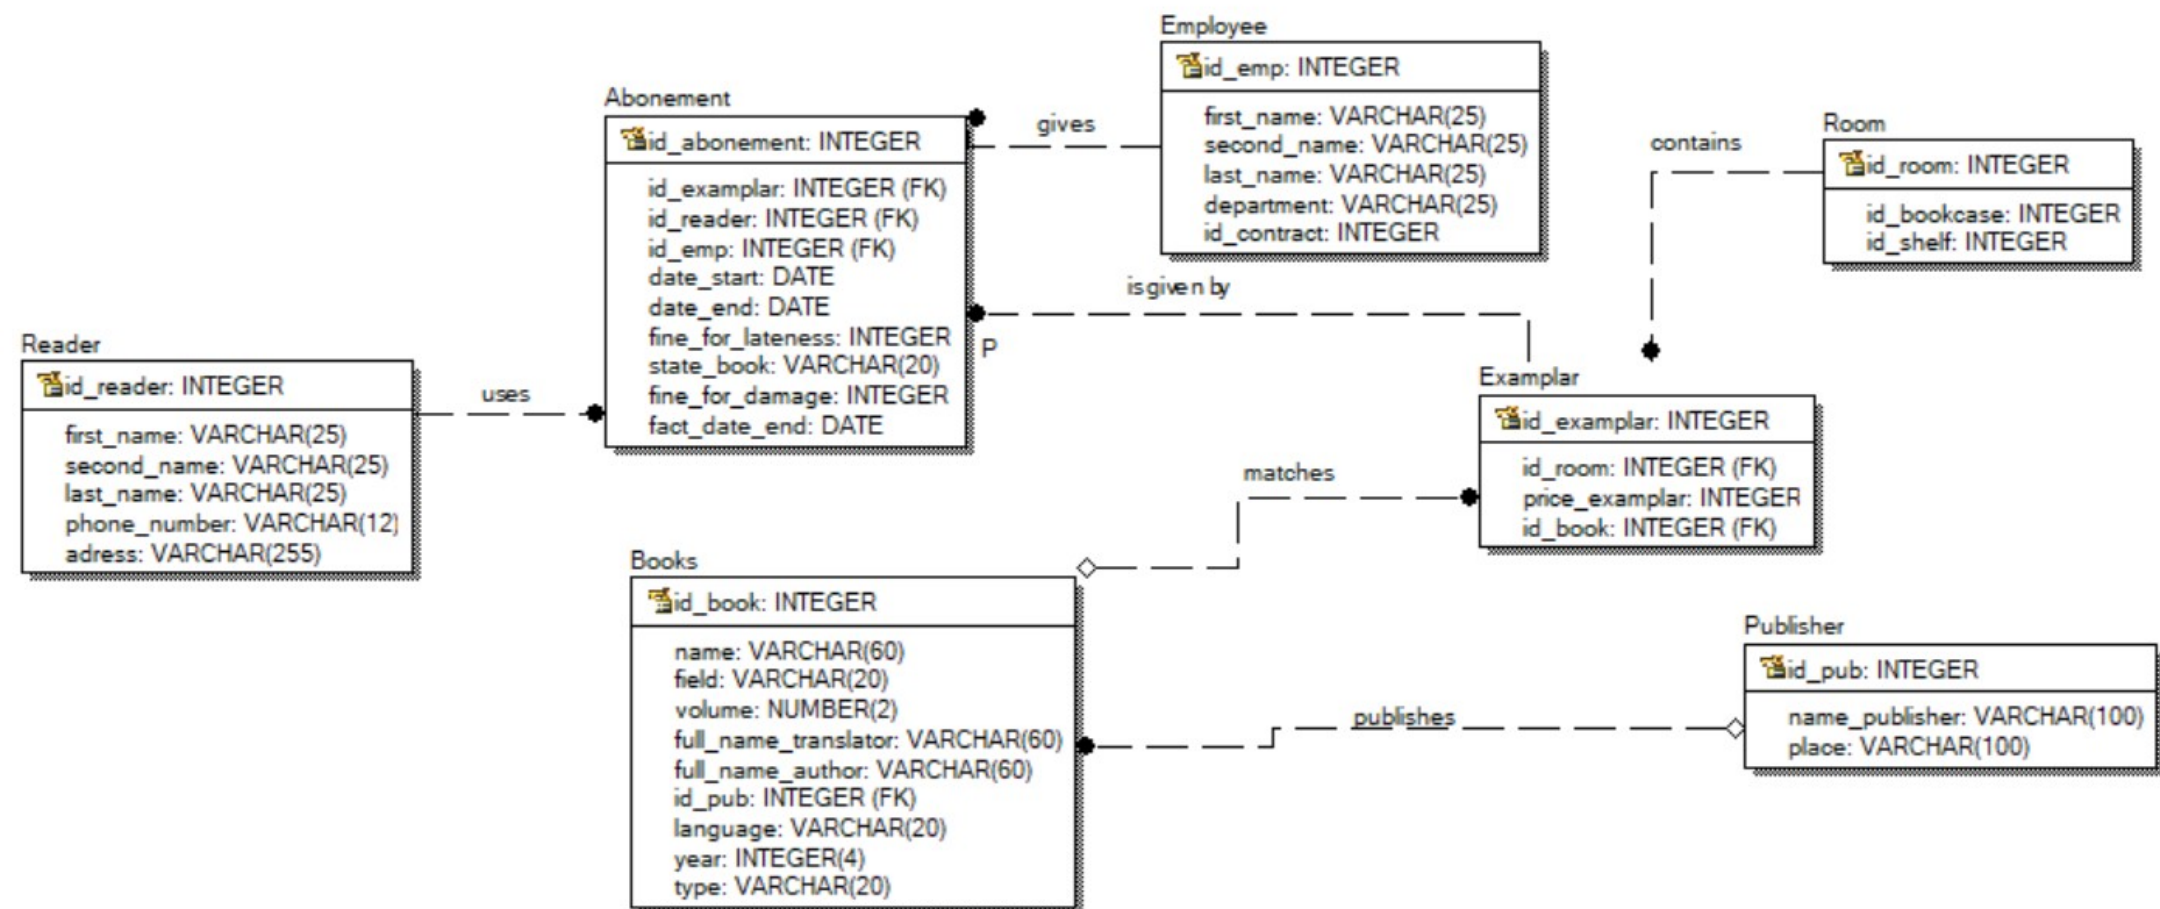 Employee
id_emp: INTEGER
first_name: VARCHAR(25)
second_name: VARCHAR(25)
last_name: VARCHAR(25)
department: VARCHAR(25)
id_contract: INTEGER
Abonement
id_abonement: INTEGER
id_examplar: INTEGER (FK)
id_reader: INTEGER (FK)
id_emp: INTEGER (FK)
date_start: DATE
date_end: DATE
fine_for_lateness: INTEGER
state_book: VARCHAR(20)
fine_for_damage: INTEGER
fact_date_end: DATE
gives
Room
id_room: INTEGER
id_bookcase: INTEGER
id_shelf: INTEGER
contains
is given by
P
Reader
id_reader: INTEGER
first_name: VARCHAR(25)
second_name: VARCHAR(25)
last_name: VARCHAR(25)
phone_number: VARCHAR(12)
adress: VARCHAR(255)
uses
Examplar
id_examplar: INTEGER
id_room: INTEGER (FK)
price_examplar: INTEGER
id_book: INTEGER (FK)
matches
Books
id_book: INTEGER
name: VARCHAR(60)
field: VARCHAR(20)
volume: NUMBER(2)
full_name_translator: VARCHAR(60)
full_name_author: VARCHAR(60)
id_pub: INTEGER (FK)
language: VARCHAR(20)
year: INTEGER(4)
type: VARCHAR(20)
publishes
Publisher
id_pub: INTEGER
name_publisher: VARCHAR(100)
place: VARCHAR(100)